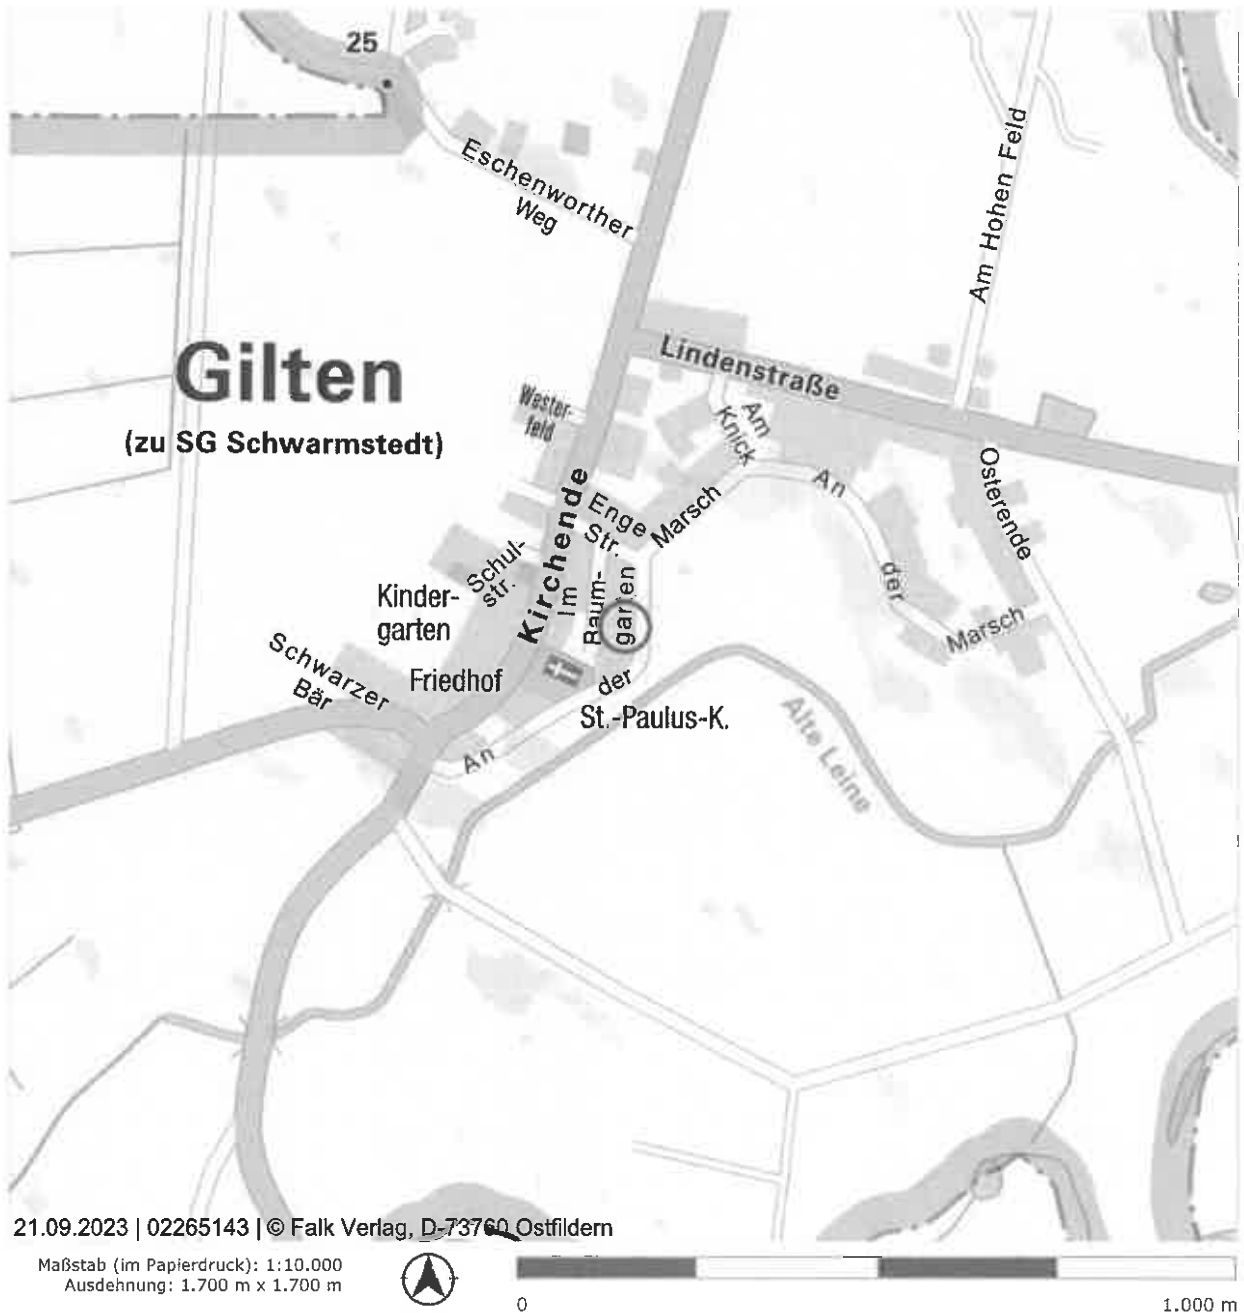 25
Eschenworther
Weg
Am Hohen Feld
Gilten
(zu SG Schwarmstedt)
Lindenstraße
Wester-
feld
Am
Knick
An
Osterende
Kirchende
Enge
Str.
Marsch
Schul-
str.
Im
Baum-
garten
der
Marsch
Kinder-
garten
Schwarzer
Bär
Friedhof
der
St.-Paulus-K.
An
Alte Leine
21.09.2023 | 02265143 | © Falk Verlag, D-73760 Ostfildern
Maßstab (im Papierdruck): 1:10.000
Ausdehnung: 1.700 m x 1.700 m
0
1.000 m